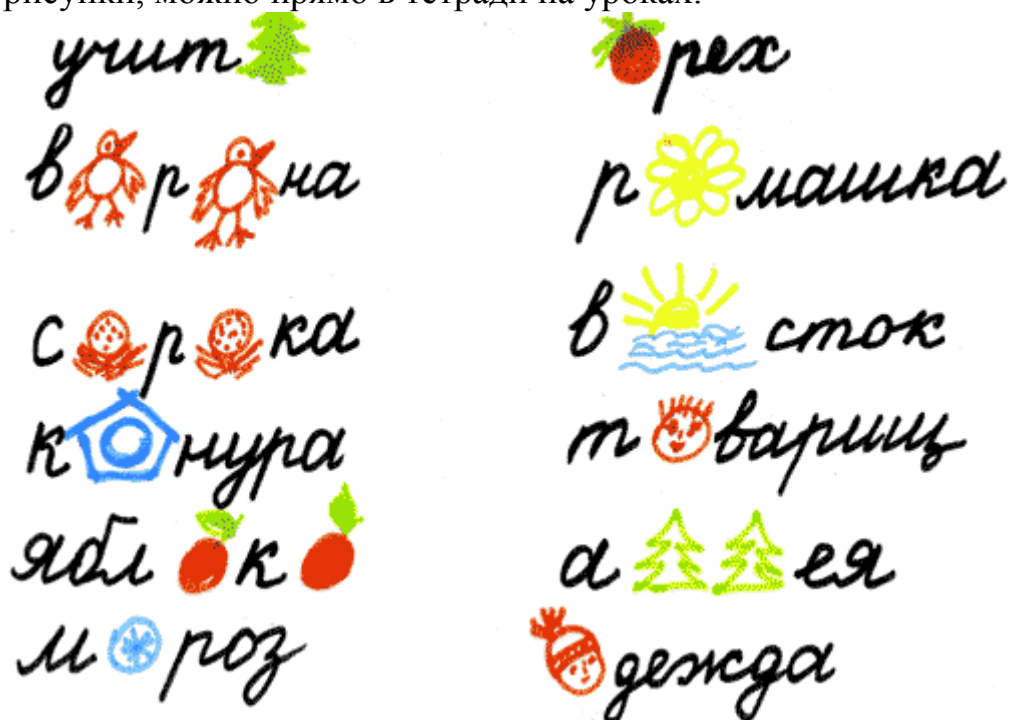 рисунки, можно прямо в тетради на уроках.
учит рех
в р на р машка
с р ка в сток
к нура т варищ
ябл к а ея
м роз дежда